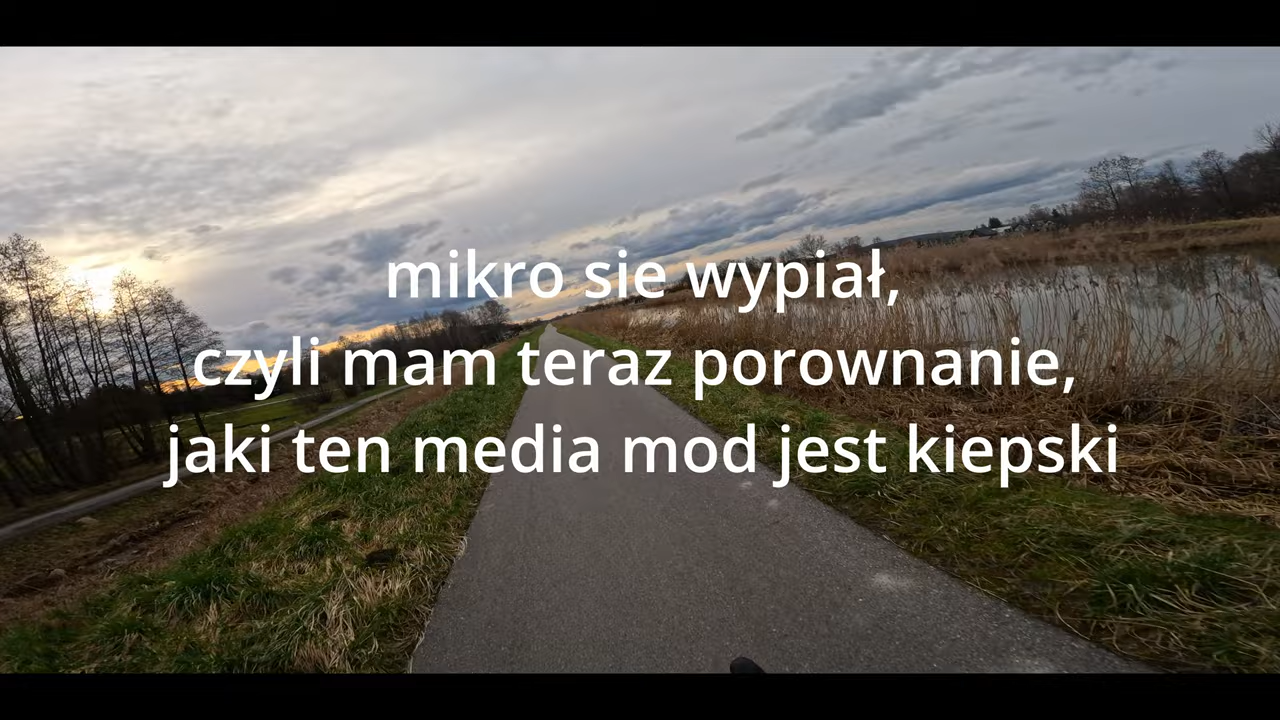 mikro sie wypiał,
czyli mam teraz porownanie,
jaki ten media mod jest kiepski